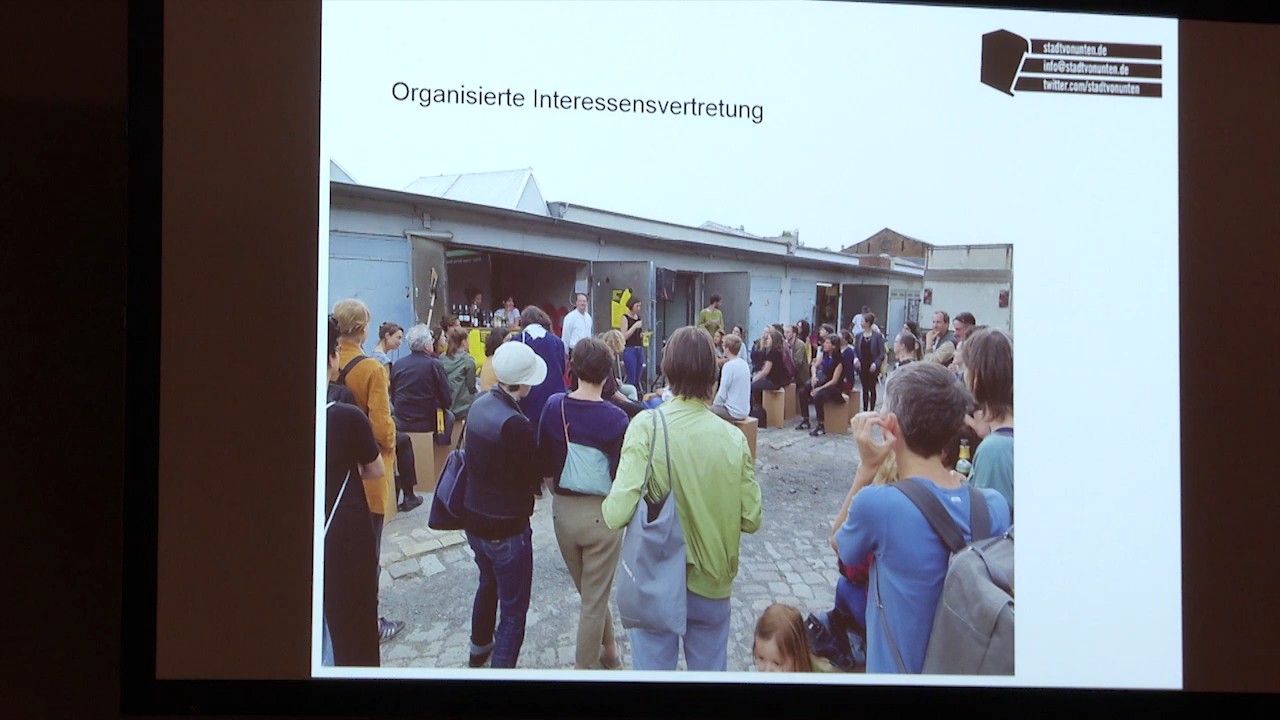 Organisierte Interessensvertretung
stadtvonunten.de
info@stadtvonunten.de
twitter.com/stadtvonunten